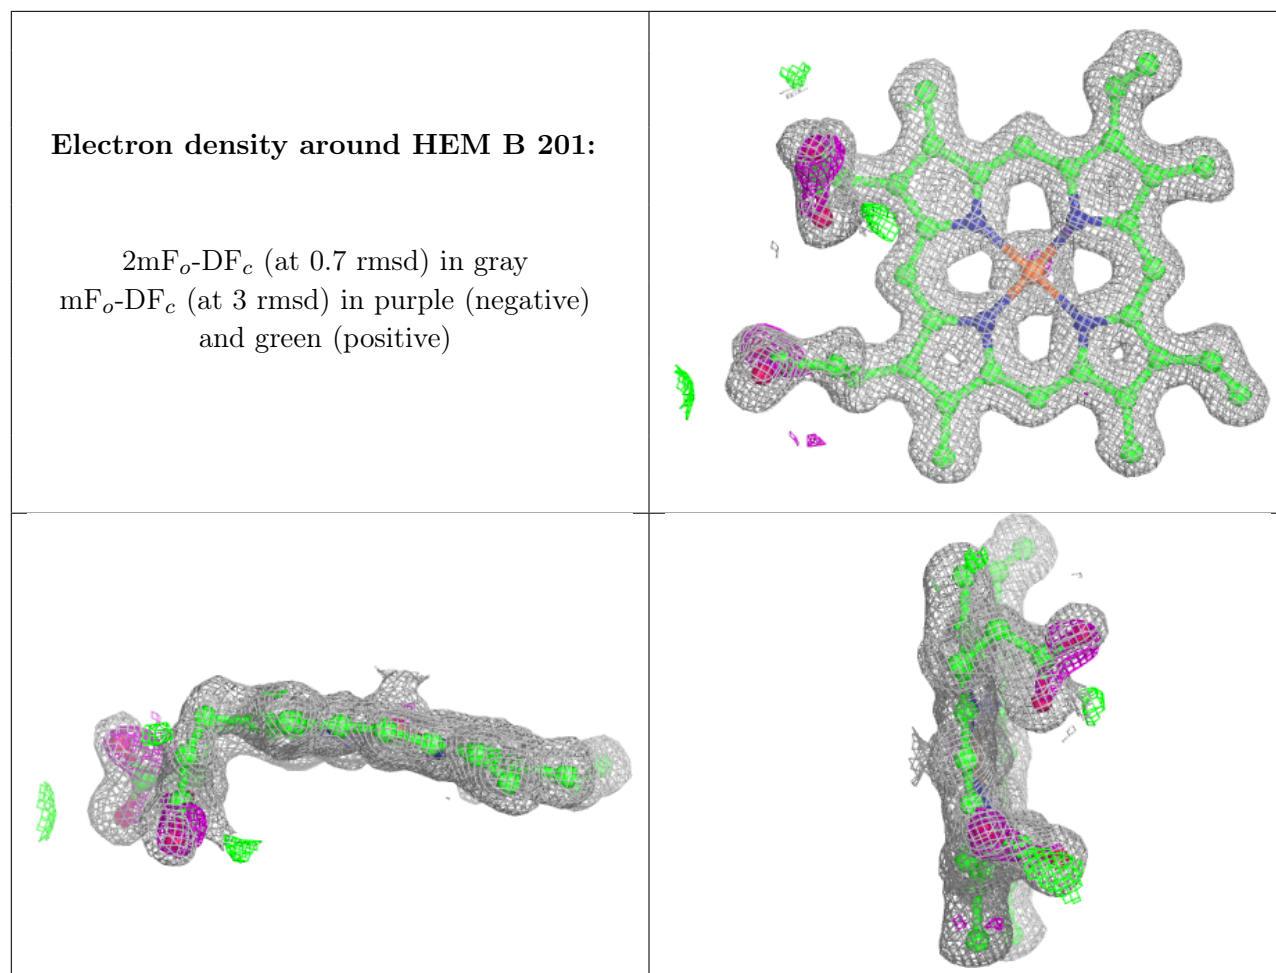 Electron density around HEM B 201:
2mFo-DFc (at 0.7 rmsd) in gray
mFo-DFc (at 3 rmsd) in purple (negative)
and green (positive)